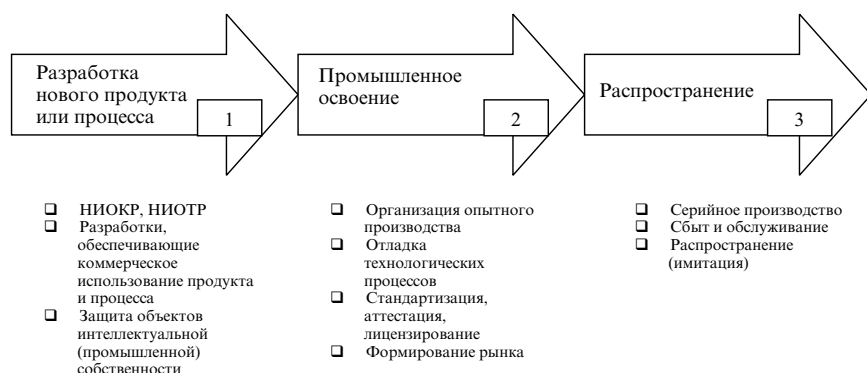 Разработка
нового продукта
или процесса
1
Промышленное
освоение
2
Распространение
3
НИОКР, НИОТР
Разработки,
обеспечивающие
коммерческое
использование продукта
и процесса
Защита объектов
интеллектуальной
(промышленной)
собственности
Организация опытного
производства
Отладка
технологических
процессов
Стандартизация,
аттестация,
лицензирование
Формирование рынка
Серийное производство
Сбыт и обслуживание
Распространение
(имитация)